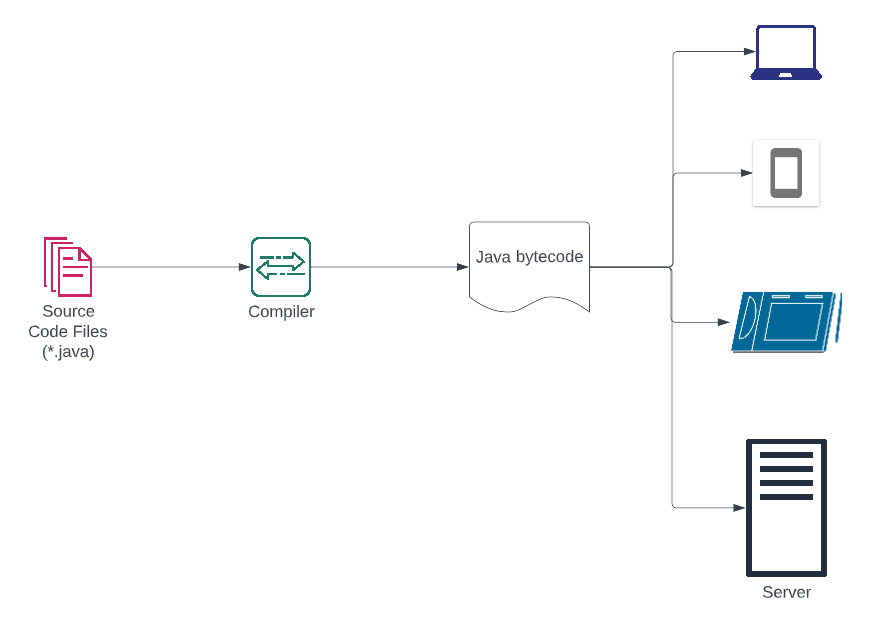 Source
Code Files
(*.java)
Compiler
Java bytecode
Server